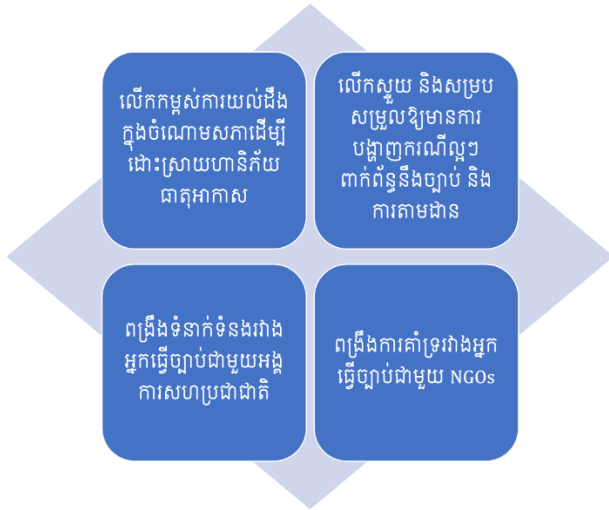 លើកកម្ពស់ការយល់ដឹង
ក្នុងចំណោមសភាដើម្បី
ដោះស្រាយហានិភ័យ
ធាតុអាកាស
លើកស្ទួយ និងសម្រប
សម្រួលឱ្យមានការ
បង្ហាញករណីល្អៗ
ពាក់ព័ន្ធនឹងច្បាប់ និង
ការតាមដាន
ពង្រឹងទំនាក់ទំនងរវាង
អ្នកធ្វើច្បាប់ជាមួយអង្គ
ការសហប្រជាជាតិ
ពង្រឹងការគាំទ្ររវាងអ្នក
ធ្វើច្បាប់ជាមួយ NGOs